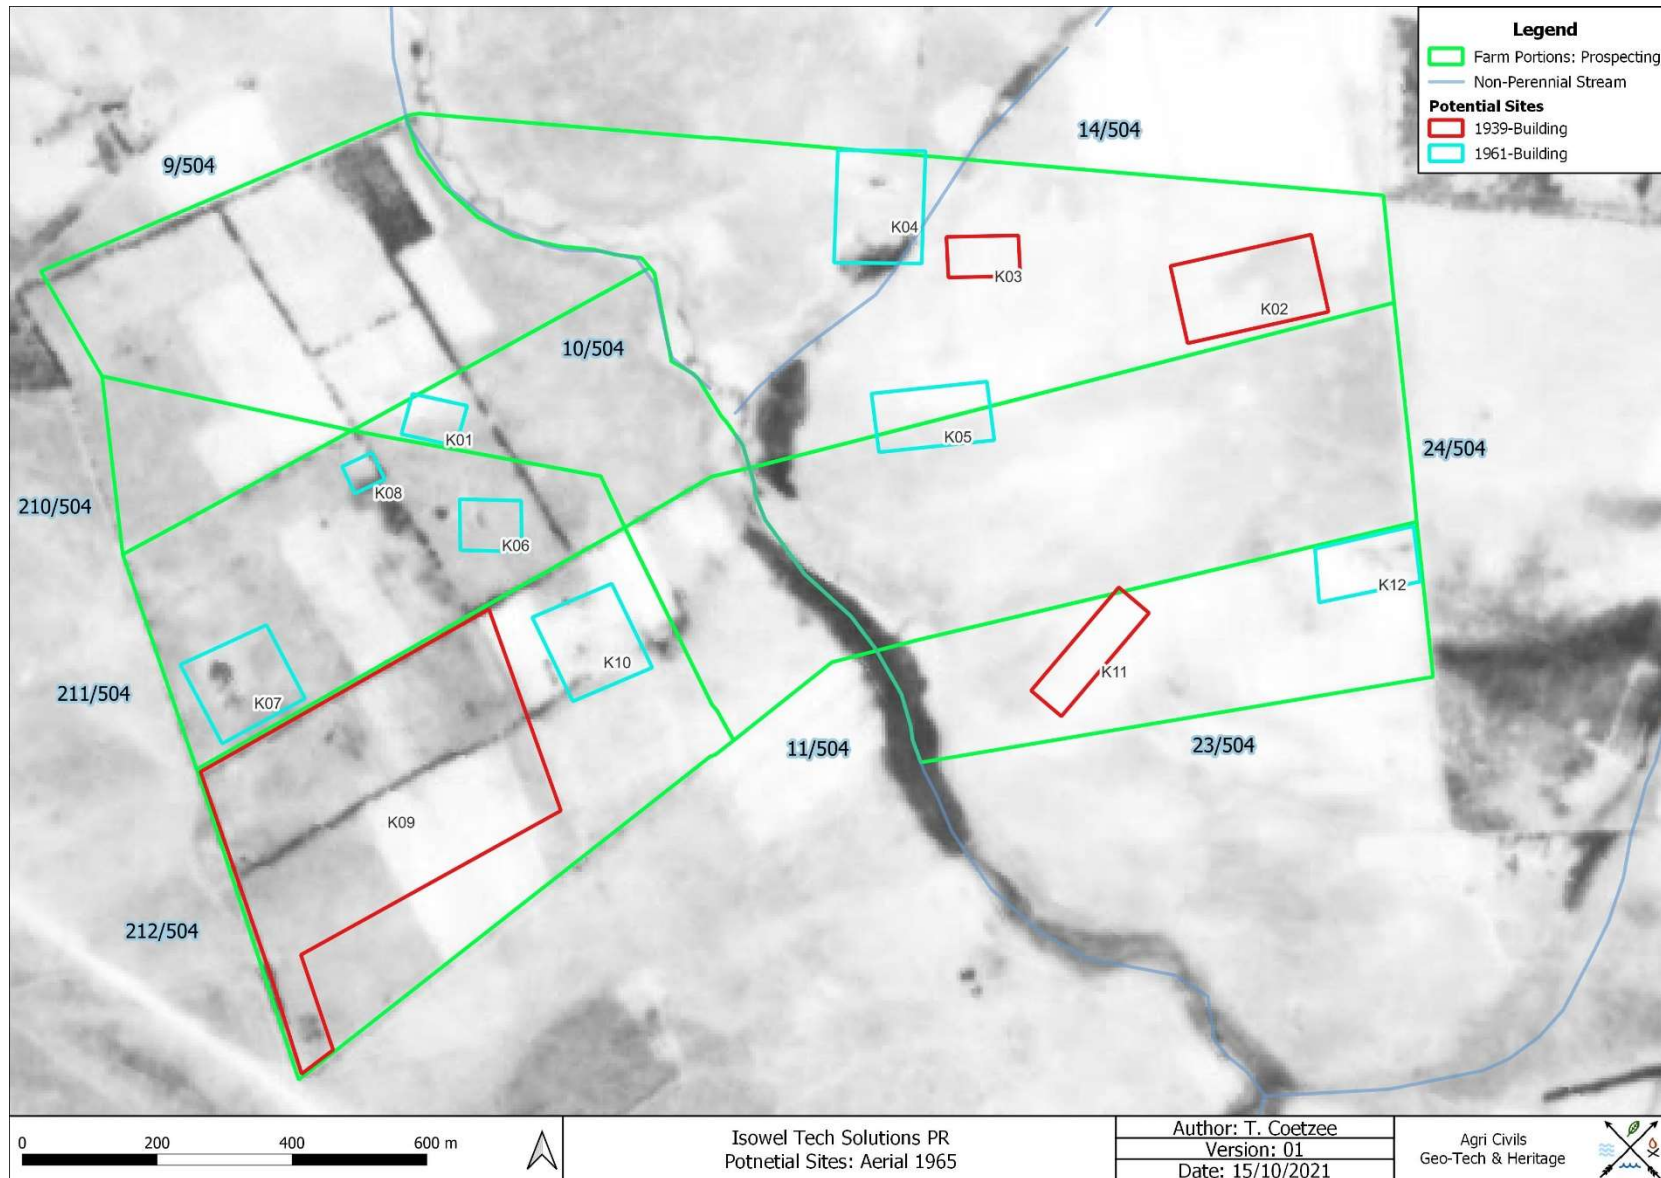 Legend
Farm Portions: Prospecting
Non-Perennial Stream
Potential Sites
1939-Building
1961-Building
14/504
9/504
K04
K03
K02
10/504
K01
K05
24/504
K08
210/504
K06
K12
K10
K11
K07
211/504
11/504
23/504
K09
212/504
0 200 400 600 m
Isowel Tech Solutions PR
Potnetial Sites: Aerial 1965
Author: T. Coetzee
Version: 01
Date: 15/10/2021
Agri Civils
Geo-Tech & Heritage